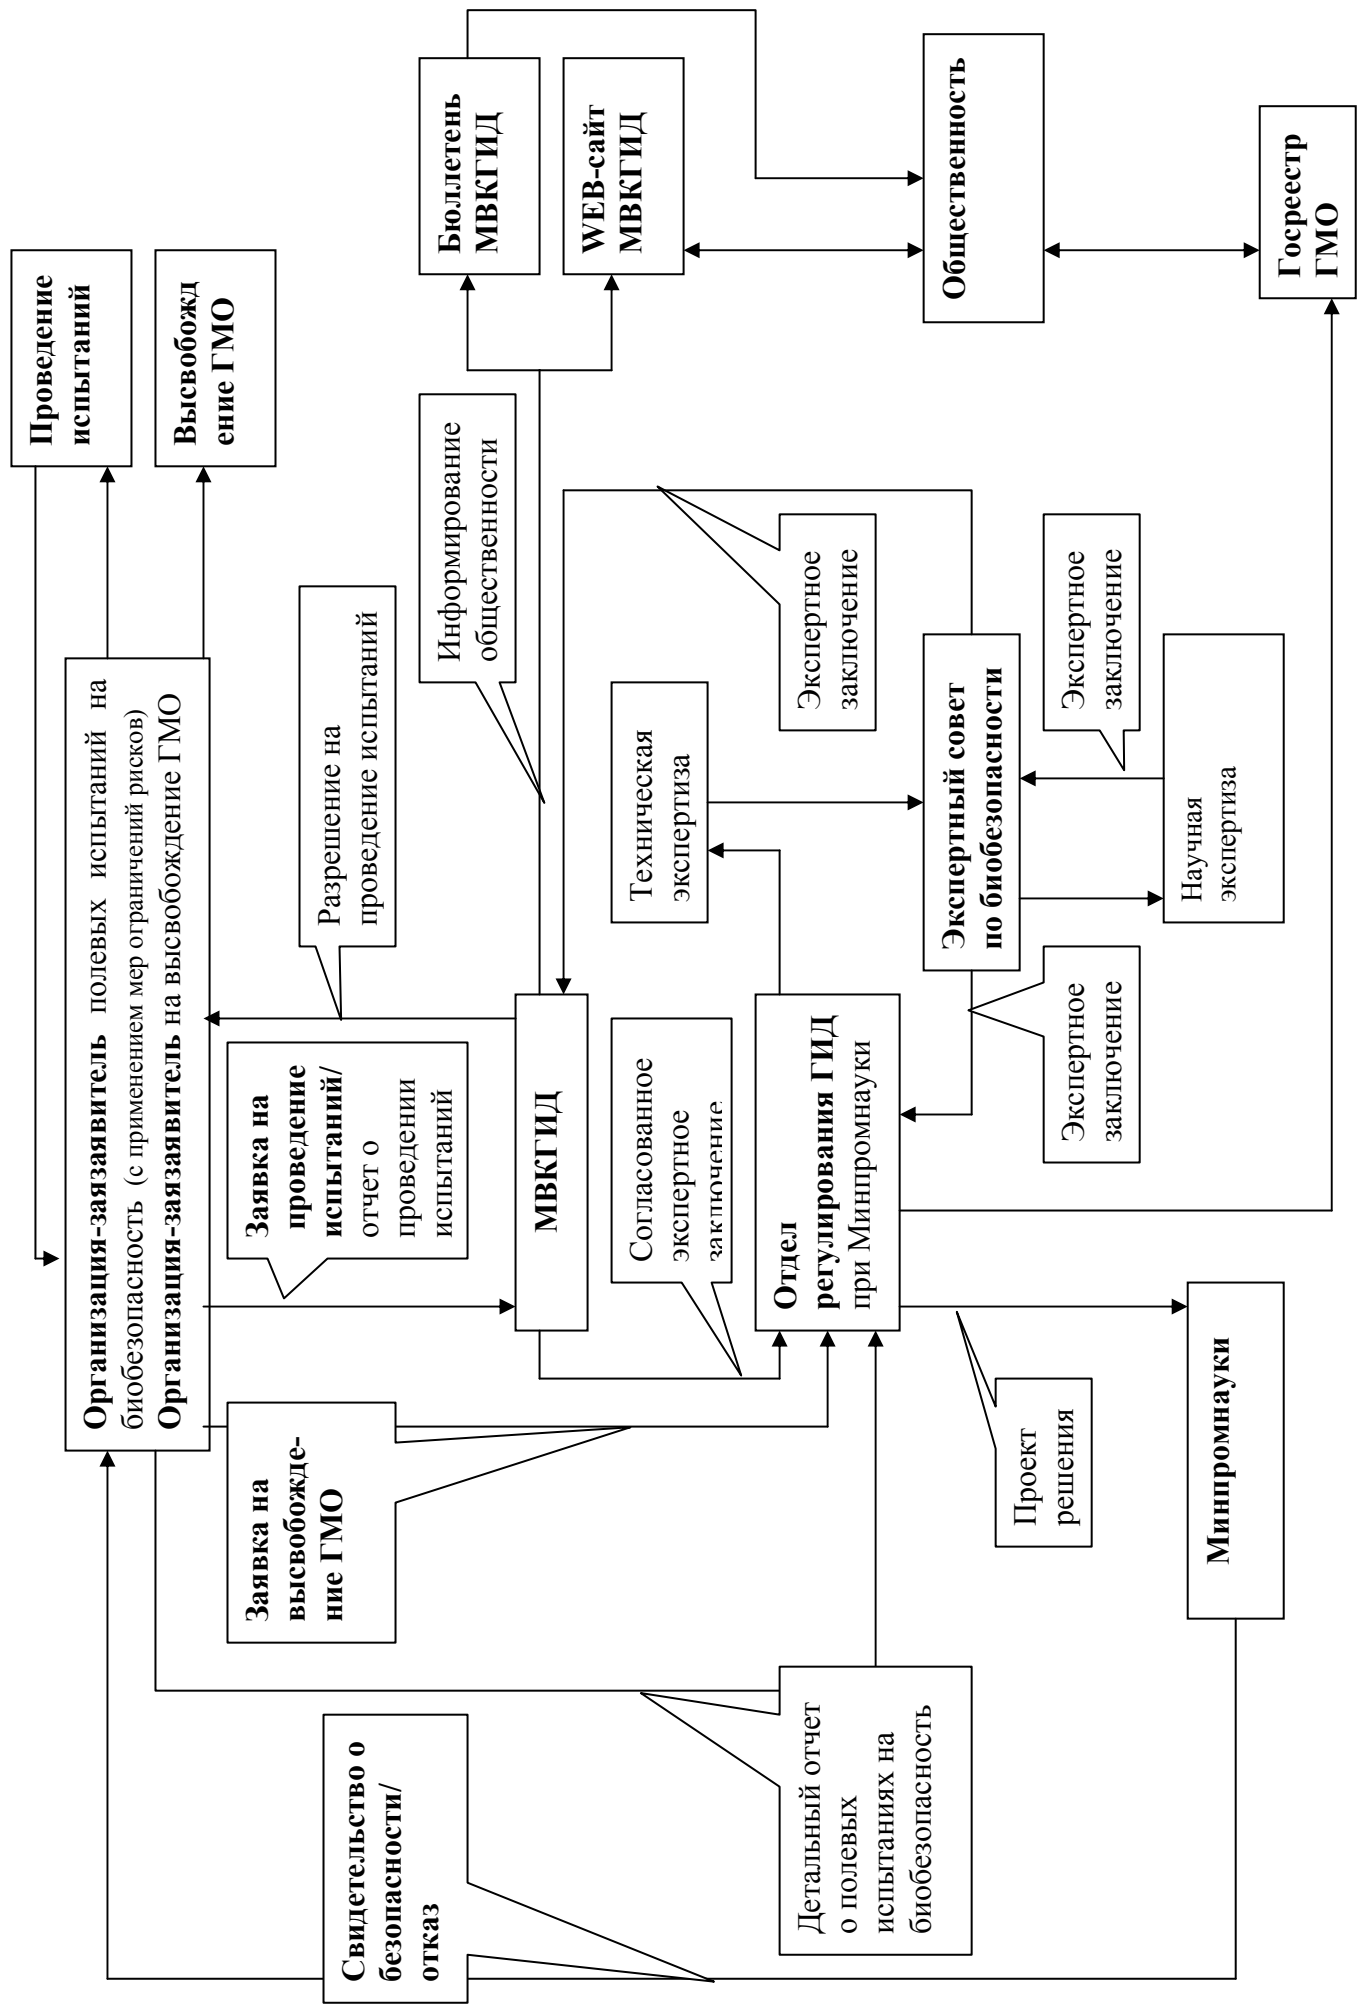 Проведение
испытаний
Организация-заязаявитель полевых испытаний на
биобезопасность (с применением мер ограничений рисков)
Организация-заязаявитель на высвобождение ГМО
Высвобожд
ение ГМО
Заявка на
высвобожде-
ние ГМО
Заявка на
проведение
испытаний/
отчет о
проведении
испытаний
Разрешение на
проведение испытаний
Свидетельство о
безопасности/
отказ
Информирование
общественности
Бюллетень
МВКГИД
МВКГИД
WEB-сайт
МВКГИД
Согласованное
экспертное
заключение
Техническая
экспертиза
Отдел
регулирования ГИД
при Минпромнауки
Экспертное
заключение
Детальный отчет
о полевых
испытаниях на
биобезопасность
Экспертный совет
по биобезопасности
Общественность
Проект
решения
Экспертное
заключение
Экспертное
заключение
Минпромнауки
Научная
экспертиза
Госреестр
ГМО